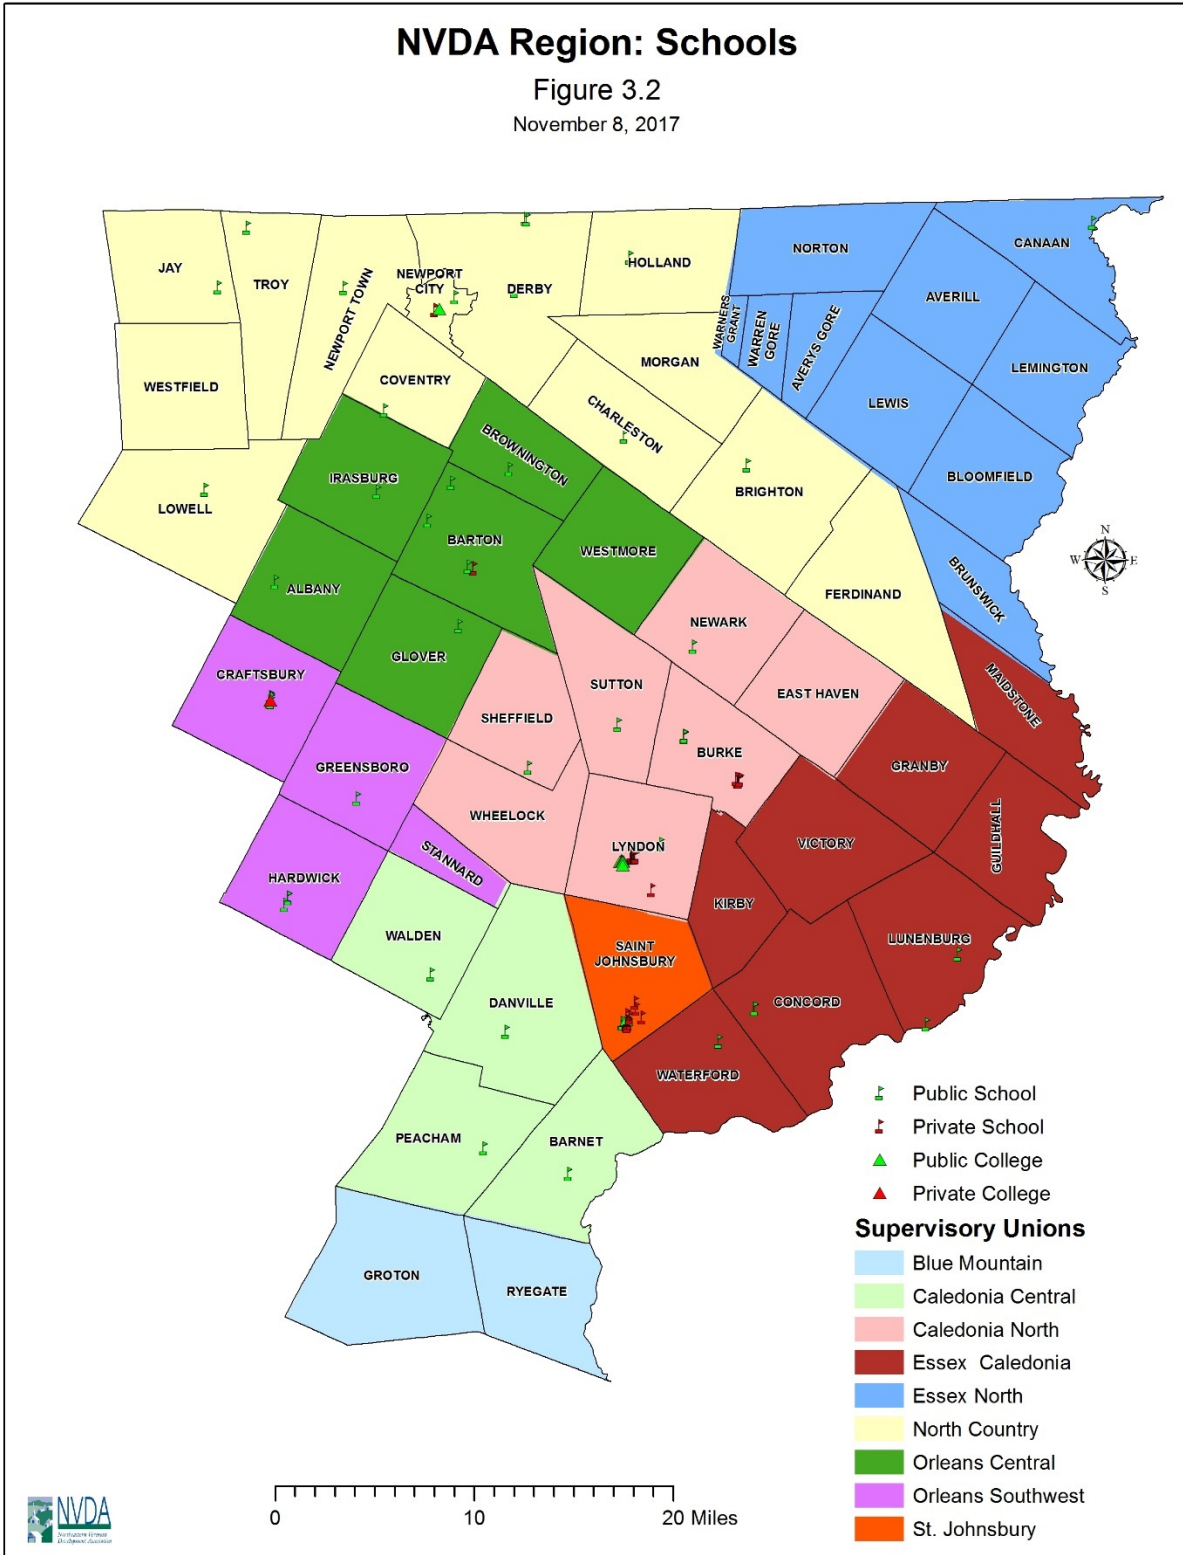 NVDA Region: Schools
Figure 3.2
November 8, 2017
NORTON
CANAAN
JAY
TROY
NEWPORT TOWN
NEWPORT
CITY
DERBY
HOLLAND
AVERILL
WARNERS
GRANT
WARREN
GORE
AVERYS GORE
MORGAN
LEMINGTON
WESTFIELD
COVENTRY
CHARLESTON
LEWIS
BROWNINGTON
BLOOMFIELD
IRASBURG
BRIGHTON
LOWELL
BARTON
WESTMORE
N
W
E
S
ALBANY
FERDINAND
BRUNSWICK
NEWARK
GLOVER
CRAFTSBURY
SUTTON
EAST HAVEN
MAIDSTONE
SHEFFIELD
BURKE
GREENSBORO
GRANBY
WHEELOCK
LYNDON
VICTORY
GUILDHALL
STANNARD
HARDWICK
KIRBY
WALDEN
SAINT
JOHNSBURY
LUNENBURG
DANVILLE
CONCORD
WATERFORD
PEACHAM
BARNET
GROTON
RYEGATE
Public School
Private School
Public College
Private College
Supervisory Unions
Blue Mountain
Caledonia Central
Caledonia North
Essex Caledonia
Essex North
North Country
Orleans Central
Orleans Southwest
St. Johnsbury
0 10 20 Miles
NVDA
Northeastern Vermont
Development Association